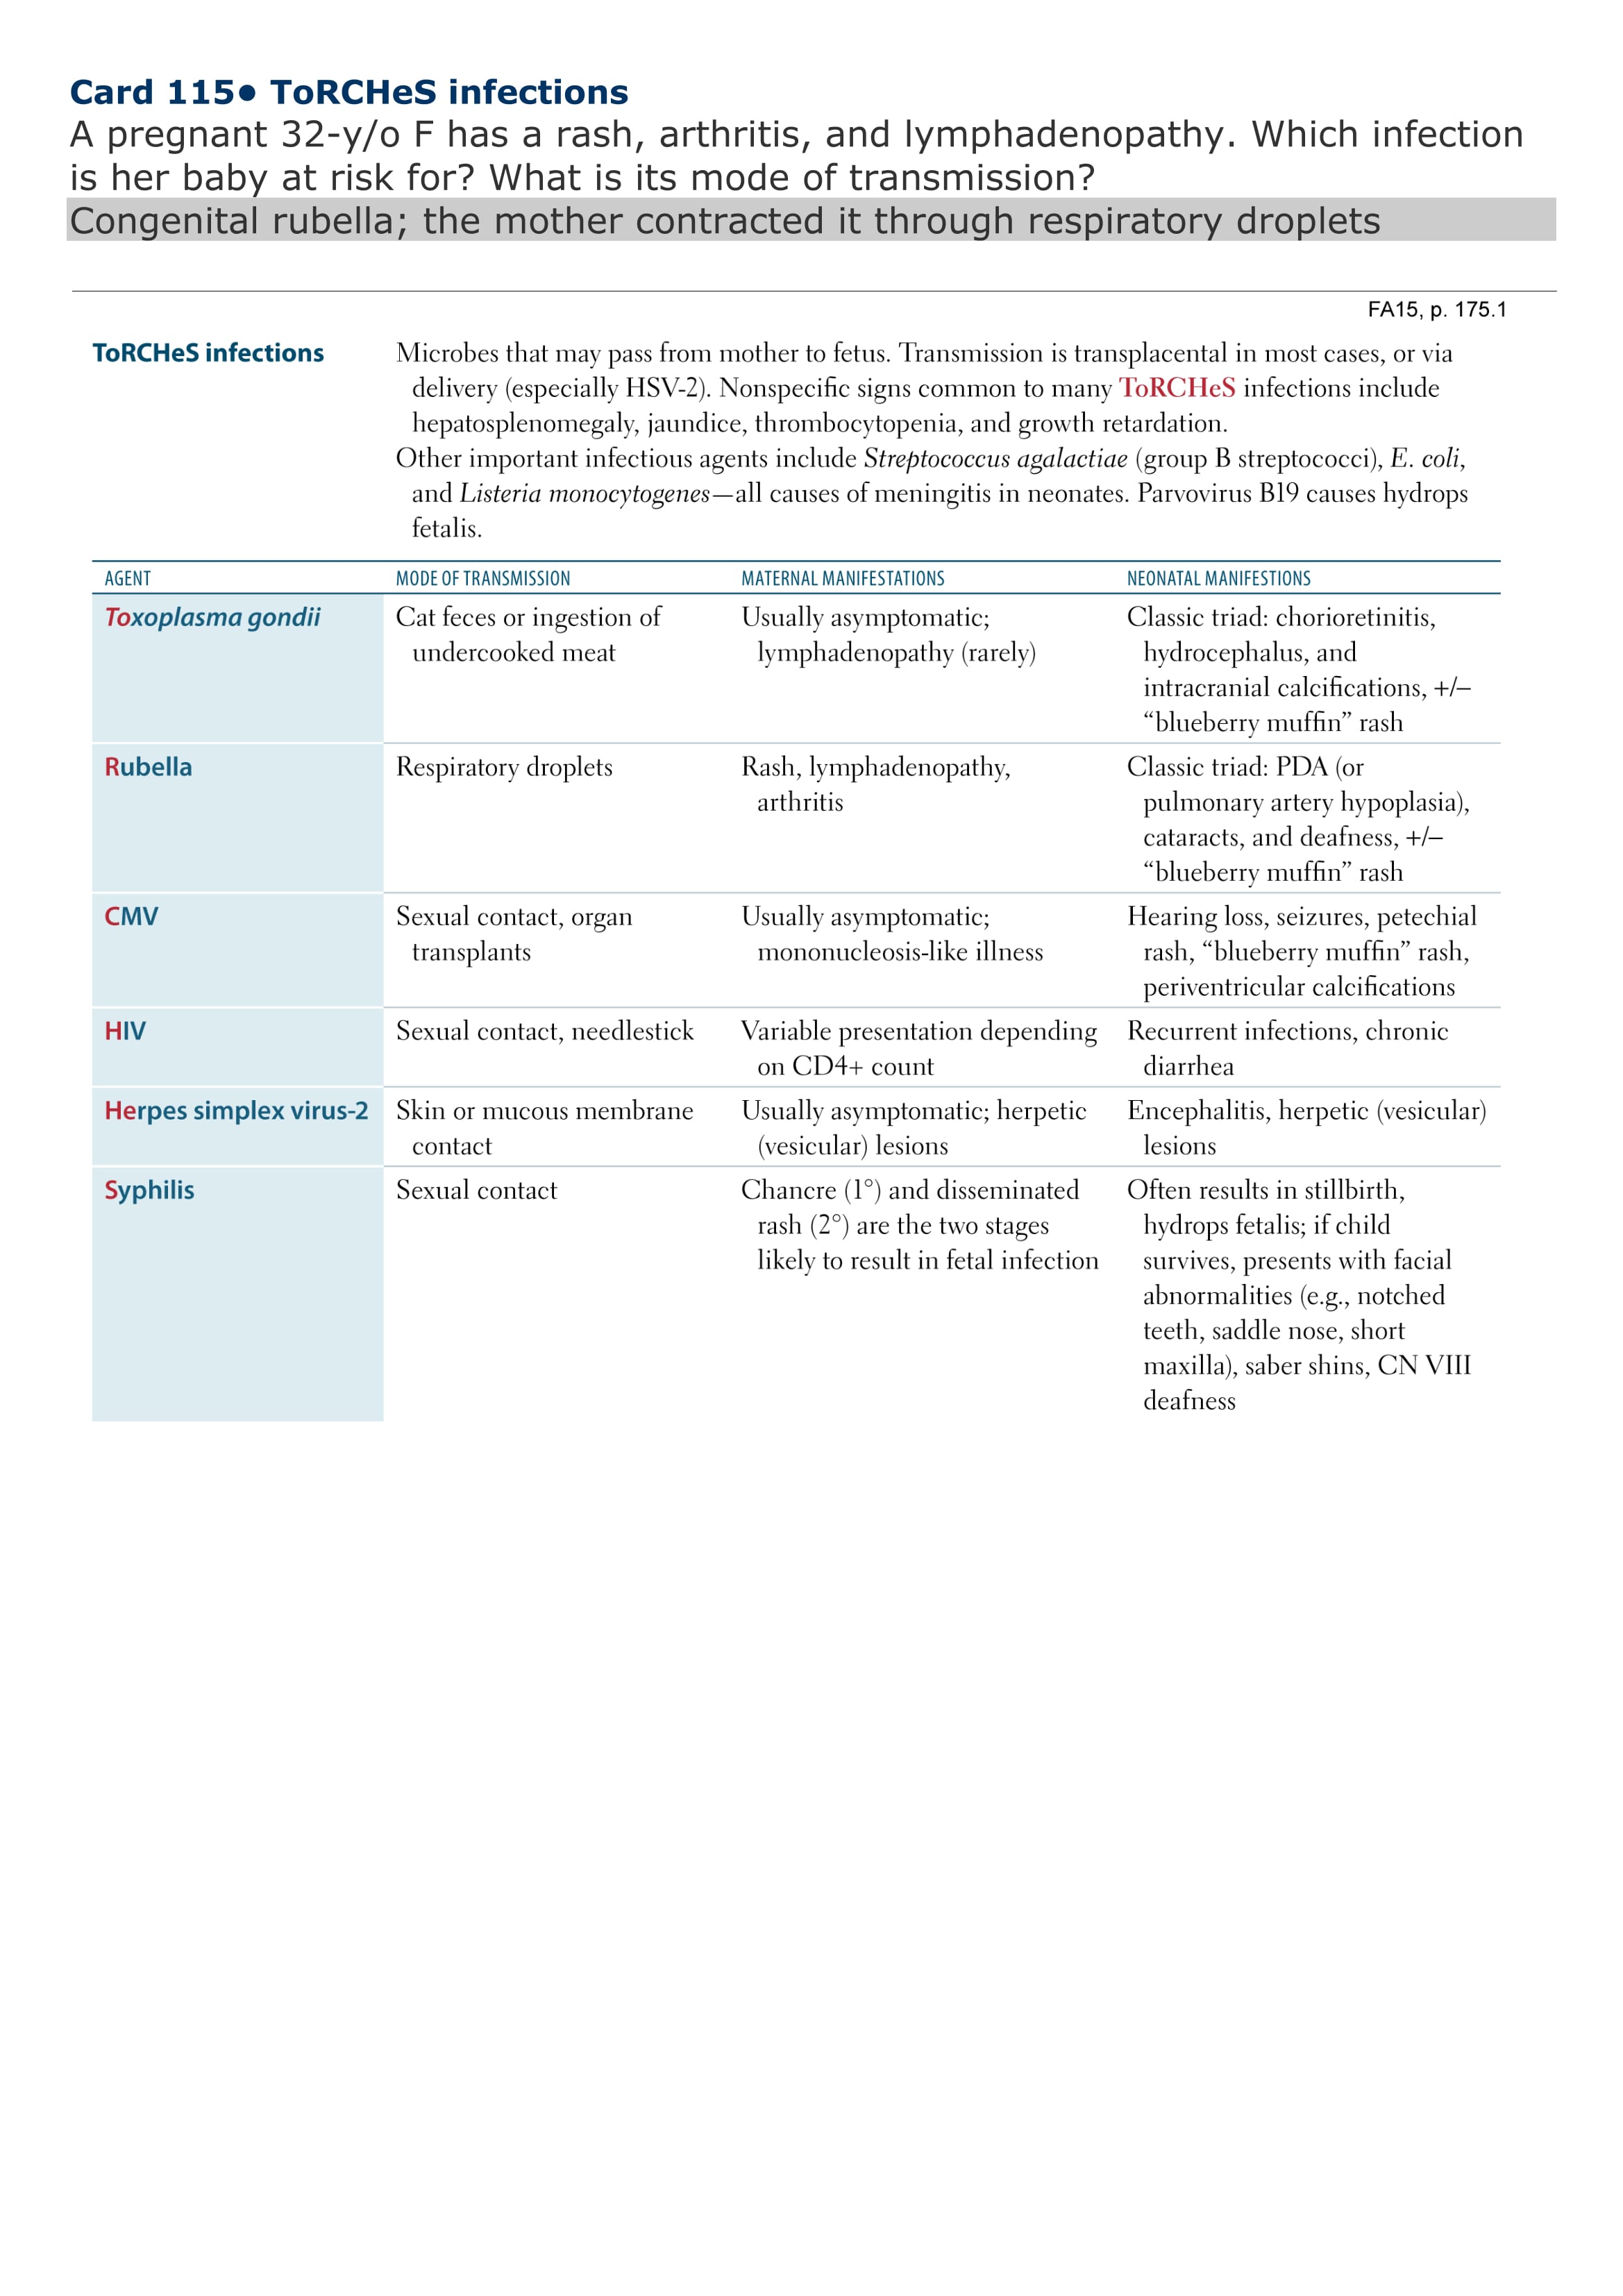 Card 115• ToRCHeS infections
A pregnant 32-y/o F has a rash, arthritis, and lymphadenopathy. Which infection
is her baby at risk for? What is its mode of transmission?
Congenital rubella; the mother contracted it through respiratory droplets
FA15, p. 175.1
ToRCHeS infections
Microbes that may pass from mother to fetus. Transmission is transplacental in most cases, or via
delivery (especially HSV-2). Nonspecific signs common to many ToRCHeS infections include
hepatosplenomegaly, jaundice, thrombocytopenia, and growth retardation.
Other important infectious agents include Streptococcus agalactiae (group B streptococci), E. coli,
and Listeria monocytogenes—all causes of meningitis in neonates. Parvovirus B19 causes hydrops
fetalis.
AGENT MODE OF TRANSMISSION MATERNAL MANIFESTATIONS NEONATAL MANIFESTIONS
Toxoplasma gondii
Cat feces or ingestion of
undercooked meat
Usually asymptomatic;
lymphadenopathy (rarely)
Classic triad: chorioretinitis,
hydrocephalus, and
intracranial calcifications, +/–
“blueberry muffin” rash
Rubella
Respiratory droplets
Rash, lymphadenopathy,
arthritis
Classic triad: PDA (or
pulmonary artery hypoplasia),
cataracts, and deafness, +/–
“blueberry muffin” rash
CMV
Sexual contact, organ
transplants
Usually asymptomatic;
mononucleosis-like illness
Hearing loss, seizures, petechial
rash, “blueberry muffin” rash,
periventricular calcifications
HIV
Sexual contact, needlestick
Variable presentation depending
on CD4+ count
Recurrent infections, chronic
diarrhea
Herpes simplex virus-2
Skin or mucous membrane
contact
Usually asymptomatic; herpetic
(vesicular) lesions
Encephalitis, herpetic (vesicular)
lesions
Syphilis
Sexual contact
Chancre (1°) and disseminated
rash (2°) are the two stages
likely to result in fetal infection
Often results in stillbirth,
hydrops fetalis; if child
survives, presents with facial
abnormalities (e.g., notched
teeth, saddle nose, short
maxilla), saber shins, CN VIII
deafness